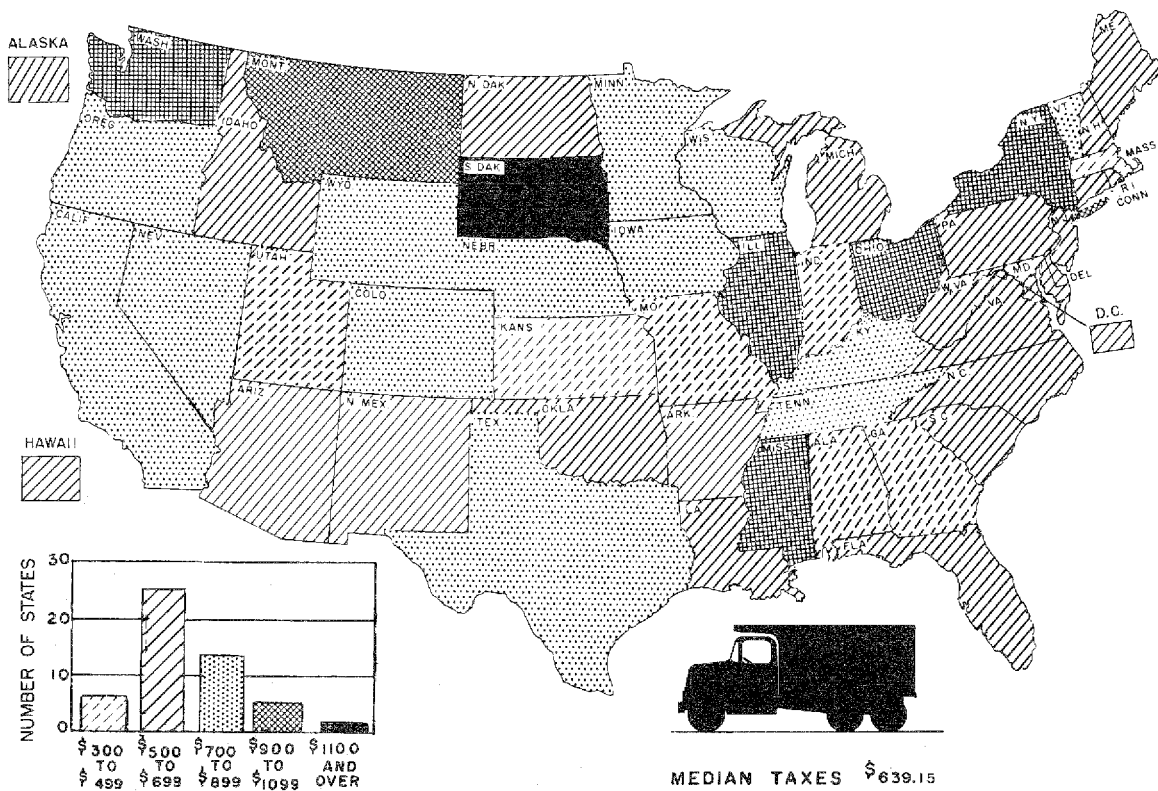 ALASKA
WASH
MONT
N DAK
MINN
ME
OREG
IDAHO
WIS
MICH
N.Y.
VT
N H
MASS
R I
CONN
S DAK
WYO
IOWA
NEBR
PA
N J
CALIF
NEV
UTAH
COLO
ILL
IND
OHIO
W. VA
MD
DEL
VA
D.C.
KANS
MO
KY
N.C.
TENN
ARIZ
N MEX
OKLA
ARK
TEX
S C
MISS
ALA
GA
LA
FLA
HAWAII
NUMBER OF STATES
30
20
10
0
$300 TO $499
$500 TO $699
$700 TO $899
$900 TO $1099
$1100 AND OVER
MEDIAN TAXES $639.15